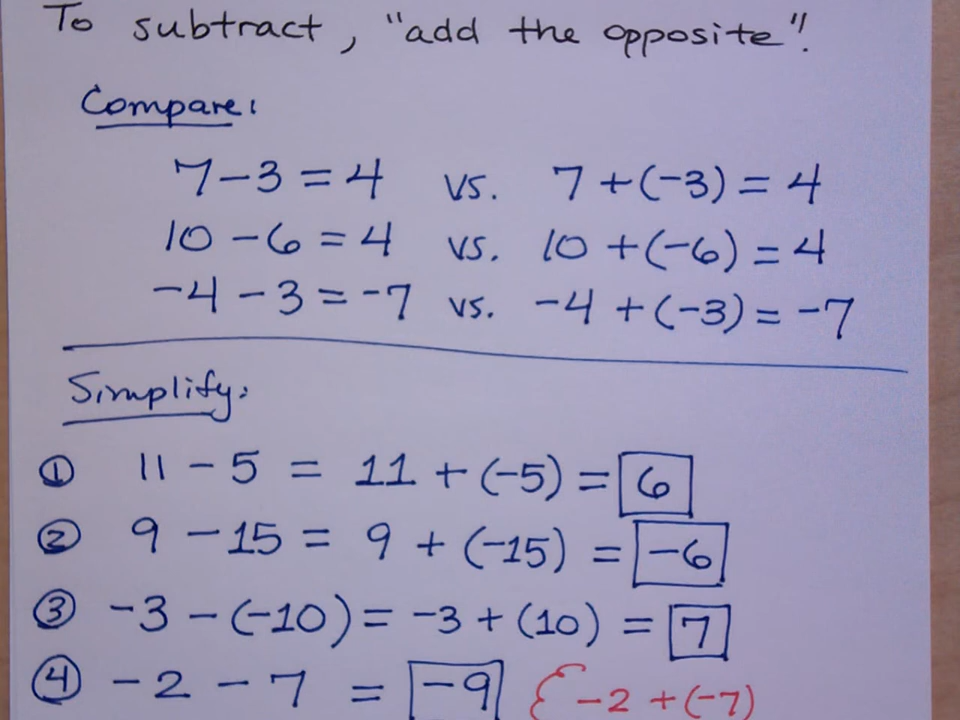 To subtract, "add the opposite"!
Compare:
7 - 3 = 4 vs. 7 + (-3) = 4
10 - 6 = 4 vs. 10 + (-6) = 4
-4 - 3 = -7 vs. -4 + (-3) = -7
Simplify:
① 11 - 5 = 11 + (-5) = 6
② 9 - 15 = 9 + (-15) = -6
③ -3 - (-10) = -3 + (10) = 7
④ -2 - 7 = -9 { -2 + (-7)